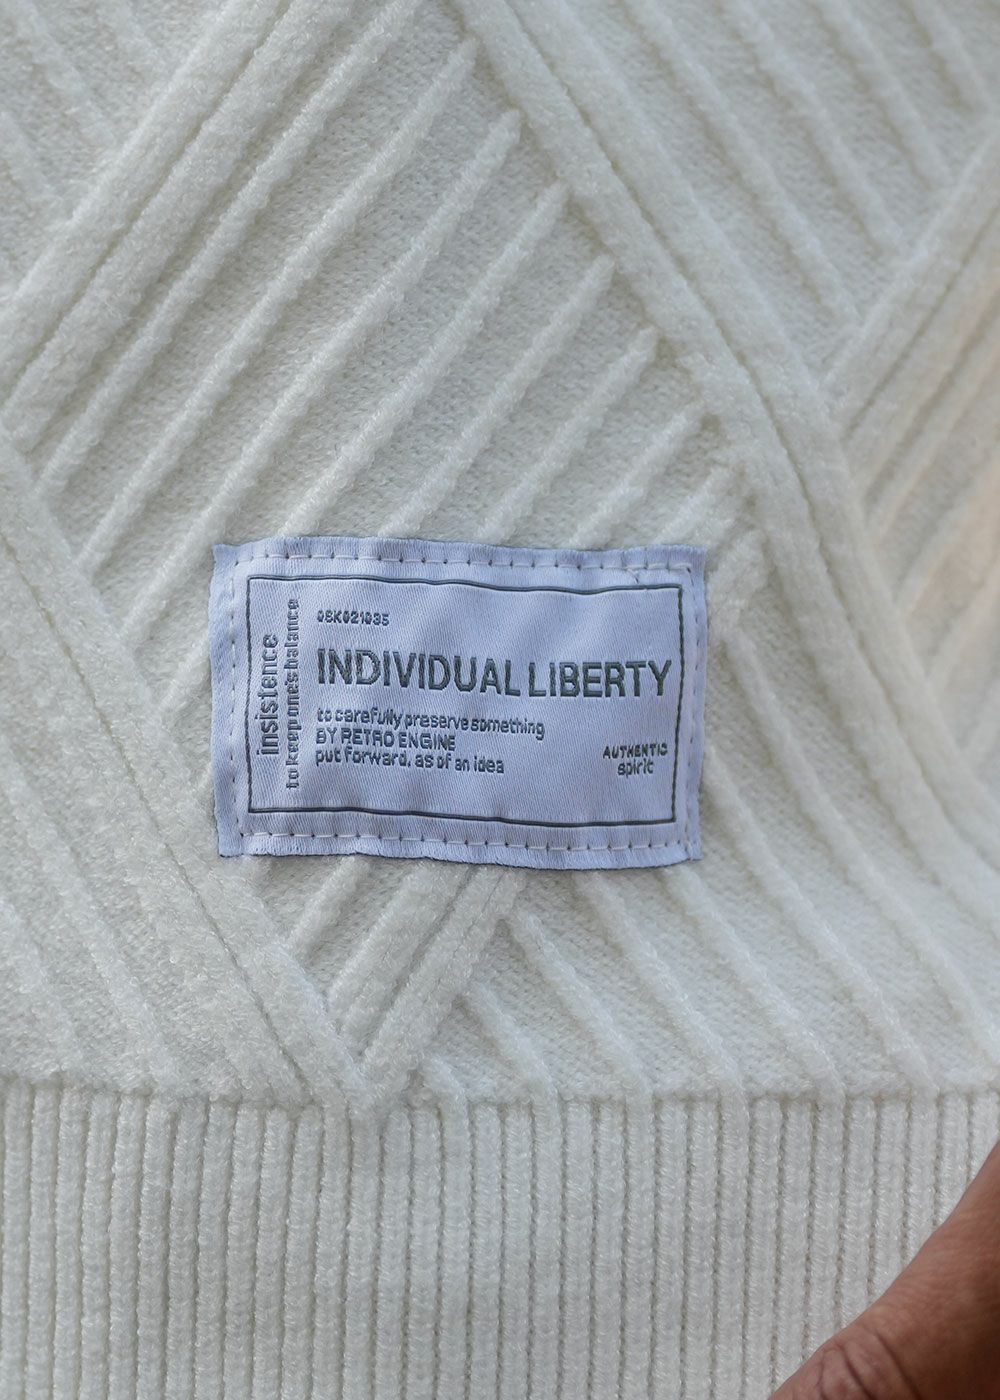 insistence
to keep one's balance
OSK021035
INDIVIDUAL LIBERTY
to carefully preserve something
BY RETRO ENGINE
put forward, as of an idea
AUTHENTIC
spirit